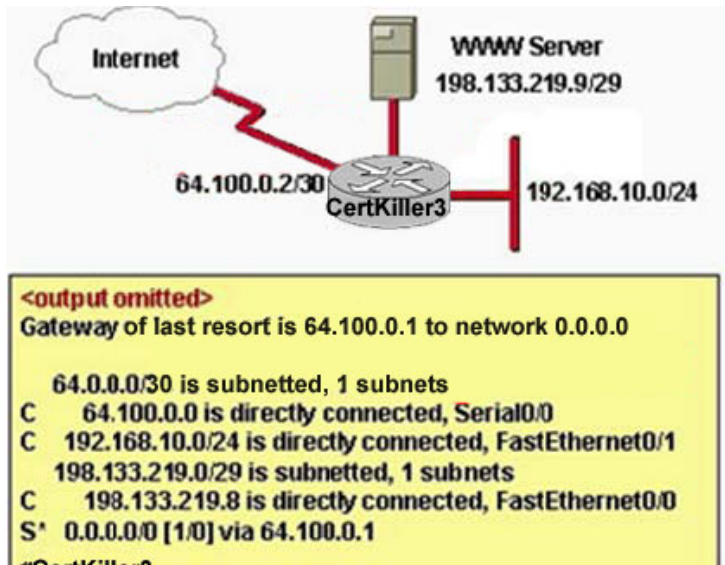 Internet
WWW Server
198.133.219.9/29
64.100.0.2/30
CertKiller3
192.168.10.0/24
<output omitted>
Gateway of last resort is 64.100.0.1 to network 0.0.0.0
64.0.0.0/30 is subnetted, 1 subnets
C 64.100.0.0 is directly connected, Serial0/0
C 192.168.10.0/24 is directly connected, FastEthernet0/1
198.133.219.0/29 is subnetted, 1 subnets
C 198.133.219.8 is directly connected, FastEthernet0/0
S* 0.0.0.0/0 [1/0] via 64.100.0.1